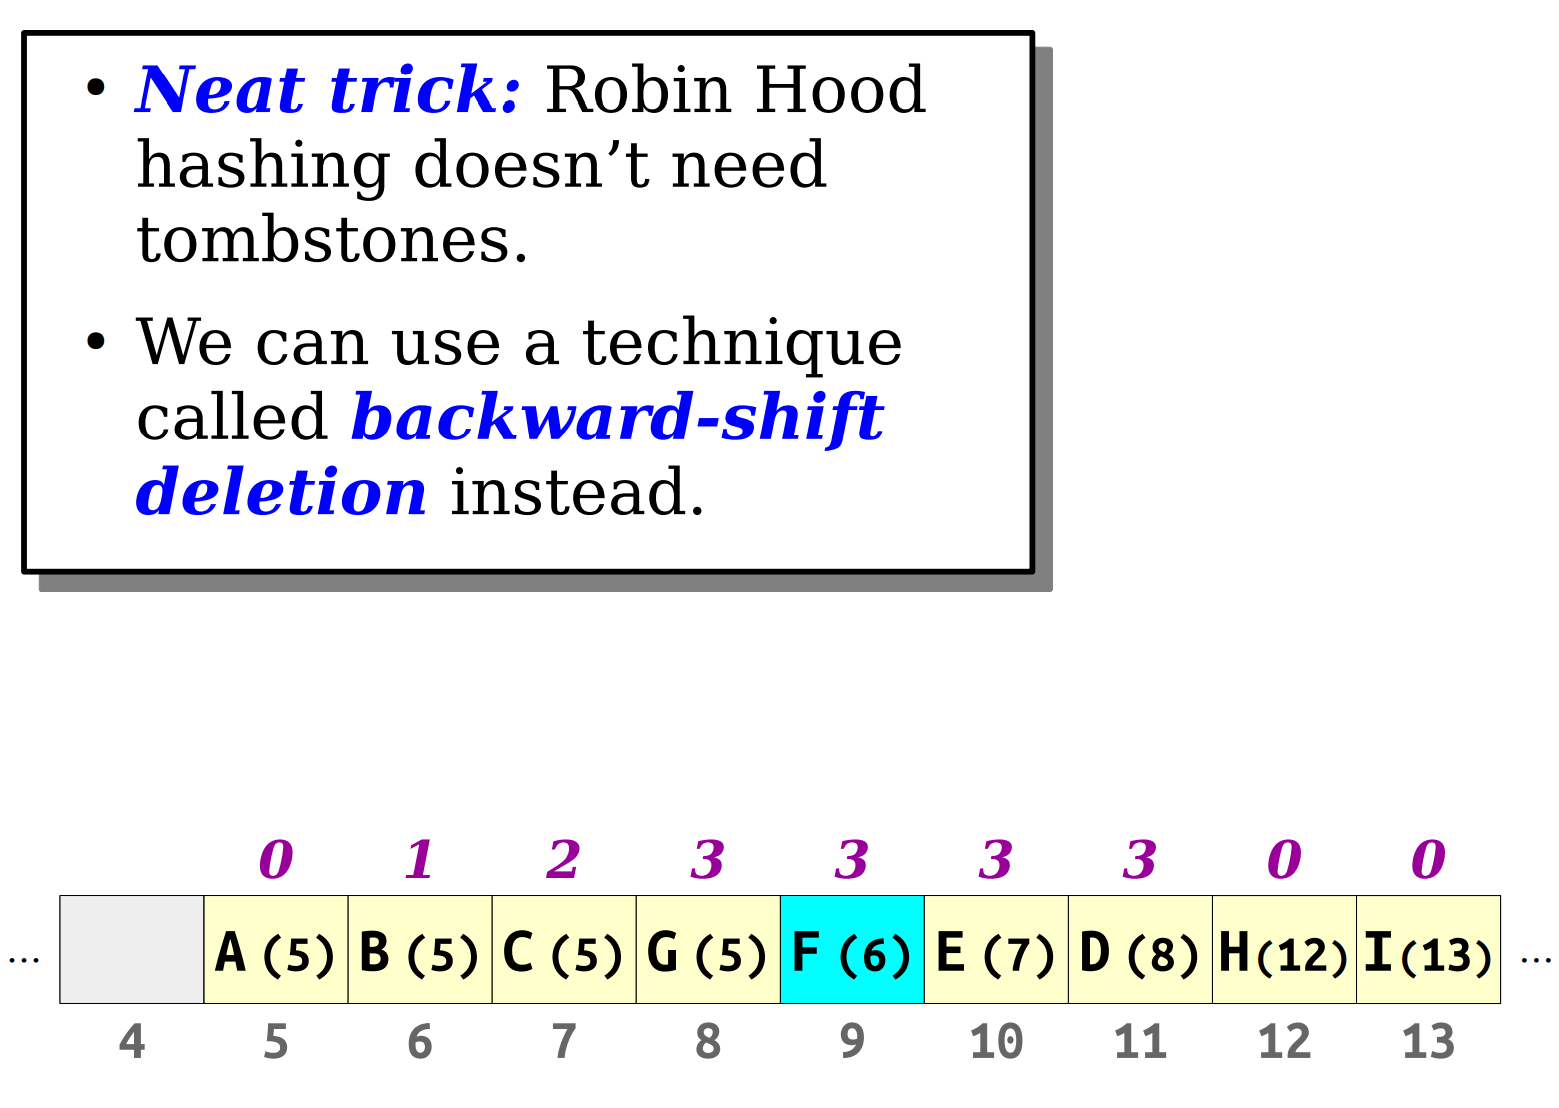 • Neat trick: Robin Hood
hashing doesn’t need
tombstones.
• We can use a technique
called backward-shift
deletion instead.
0 1 2 3 3 3 3 0 0
… A (5) B (5) C (5) G (5) F (6) E (7) D (8) H(12) I(13) …
4 5 6 7 8 9 10 11 12 13